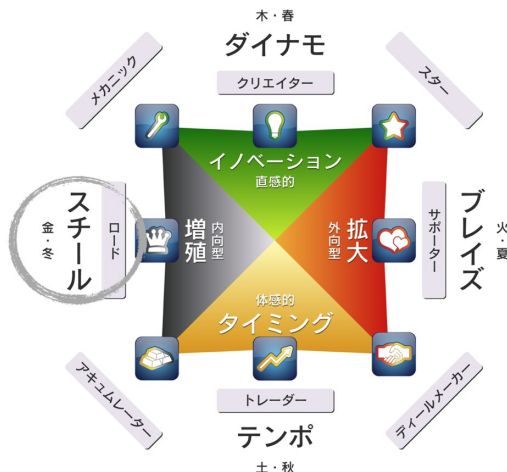 木・春
ダイナモ
メカニック
クリエイター
スター
イノベーション
直感的
スチール
金・冬
ロード
増殖
内向型
拡大
外向型
サポーター
ブレイズ
火・夏
体感的
タイミング
アキュムレーター
トレーダー
ディールメーカー
テンポ
土・秋